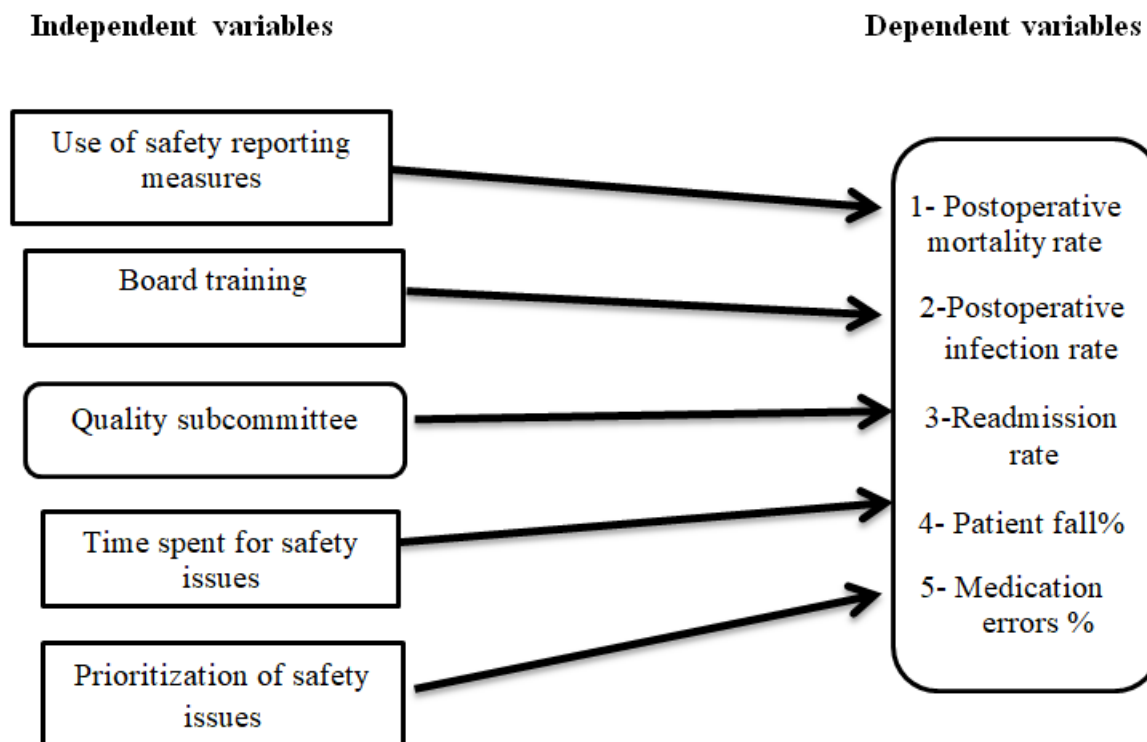 Independent variables
Dependent variables
Use of safety reporting
measures
Board training
Quality subcommittee
Time spent for safety
issues
Prioritization of safety
issues
1- Postoperative
mortality rate
2-Postoperative
infection rate
3-Readmission
rate
4- Patient fall%
5- Medication
errors %